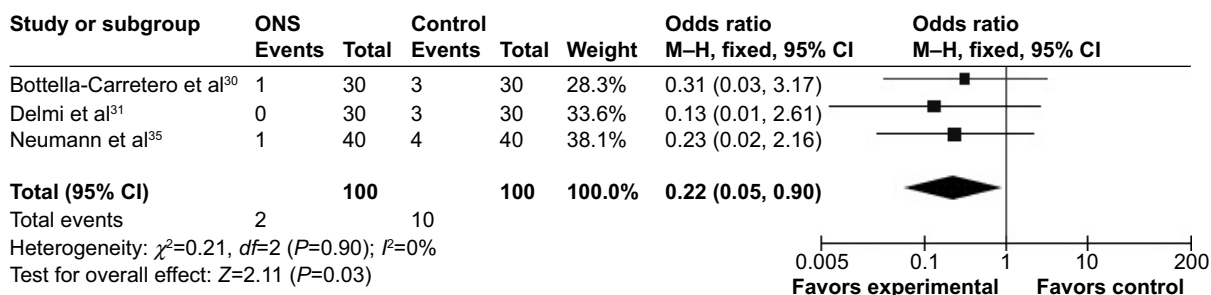 Study or subgroup ONS Control Odds ratio Odds ratio
Events Total Events Total Weight M–H, fixed, 95% CI M–H, fixed, 95% CI
Bottella-Carretero et al³⁰ 1 30 3 30 28.3% 0.31 (0.03, 3.17)
Delmi et al³¹ 0 30 3 30 33.6% 0.13 (0.01, 2.61)
Neumann et al³⁵ 1 40 4 40 38.1% 0.23 (0.02, 2.16)
Total (95% CI) 100 100 100.0% 0.22 (0.05, 0.90)
Total events 2 10
Heterogeneity: χ²=0.21, df=2 (P=0.90); I²=0%
Test for overall effect: Z=2.11 (P=0.03)
0.005 0.1 1 10 200
Favors experimental Favors control